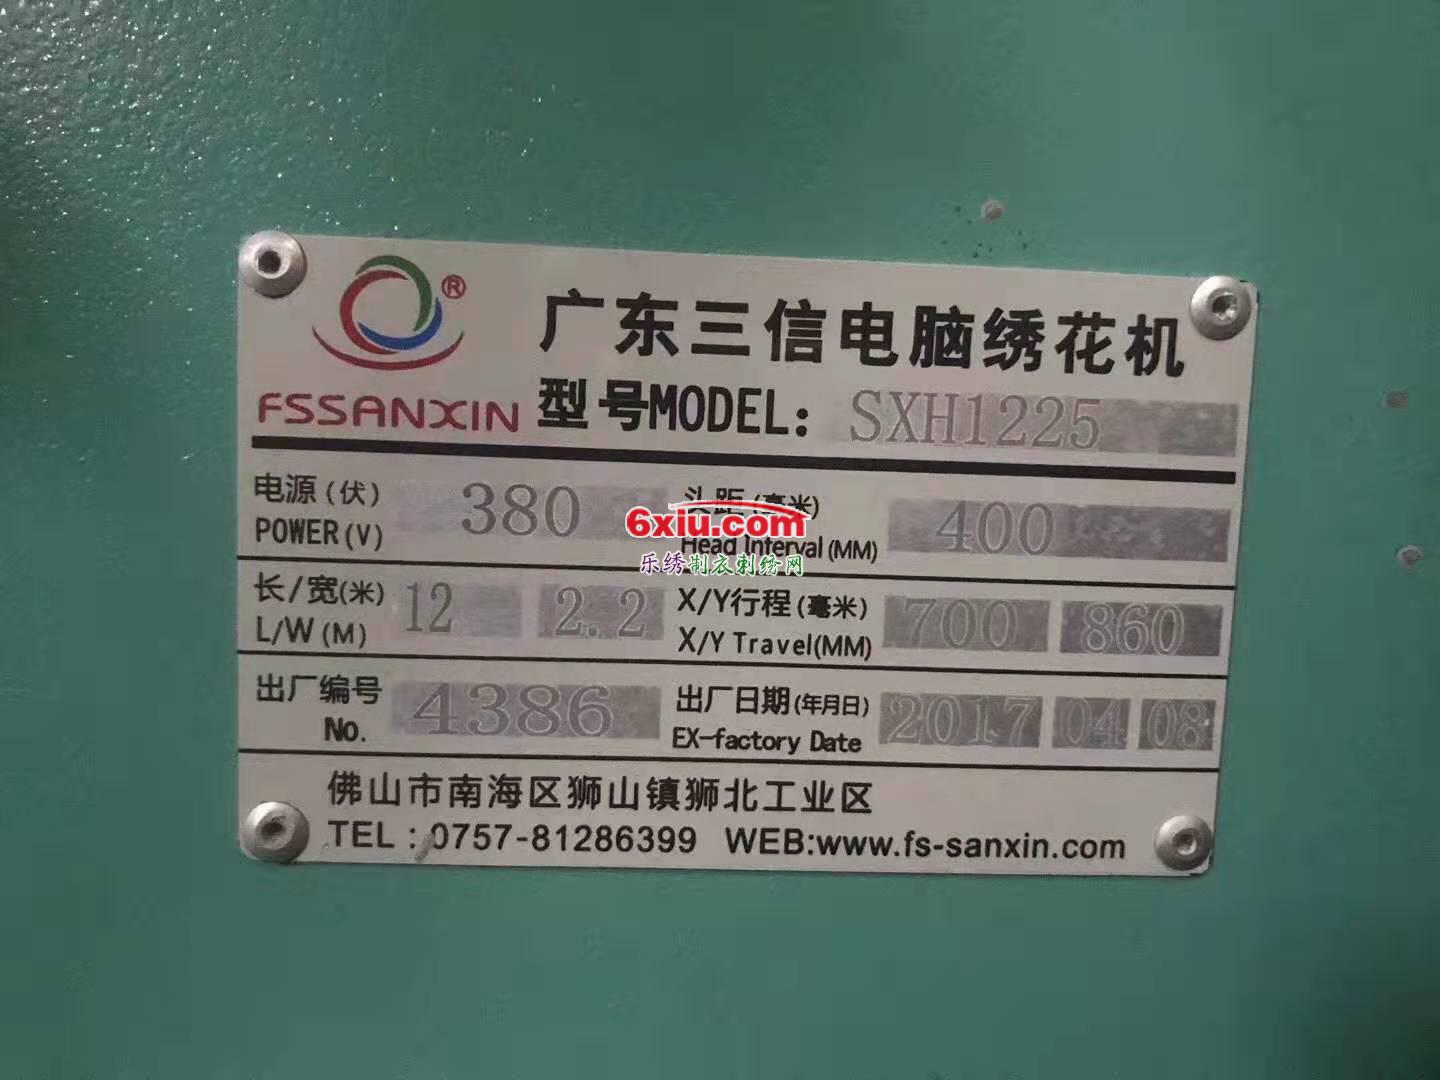 ®
FSSANXIN
广东三信电脑绣花机
型号MODEL: SXH1225
电源(伏) 380 头距(毫米) 400
POWER(V) Head Interval(MM)
6xiu.com
乐绣制衣刺绣网
长/宽(米) 12 2.2 X/Y行程(毫米) 700 860
L/W(M) X/Y Travel(MM)
出厂编号 4386 出厂日期(年月日) 2017 04 08
No. EX-factory Date
佛山市南海区狮山镇狮北工业区
TEL:0757-81286399 WEB:www.fs-sanxin.com